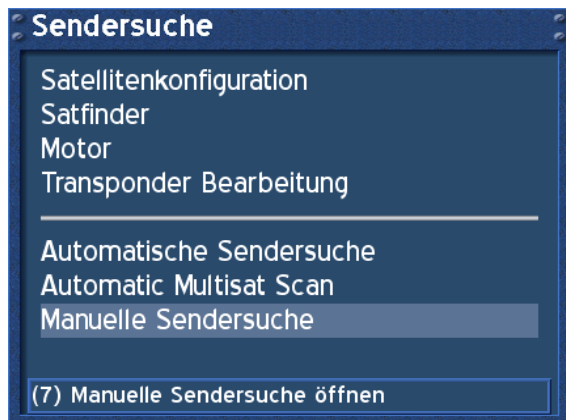 Sendersuche
Satellitenkonfiguration
Satfinder
Motor
Transponder Bearbeitung
Automatische Sendersuche
Automatic Multisat Scan
Manuelle Sendersuche
(7) Manuelle Sendersuche öffnen